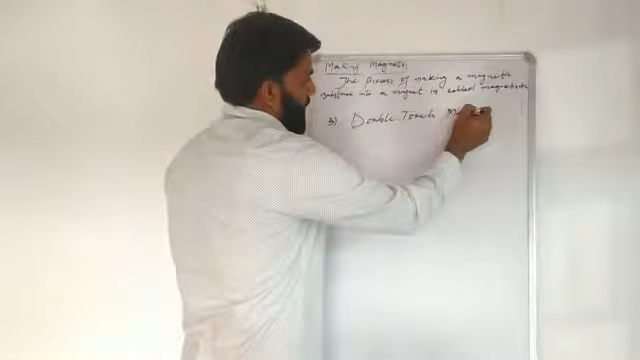 Making Magnets:
The process of making a magnetic
substance into a magnet is called
3) Double Touch